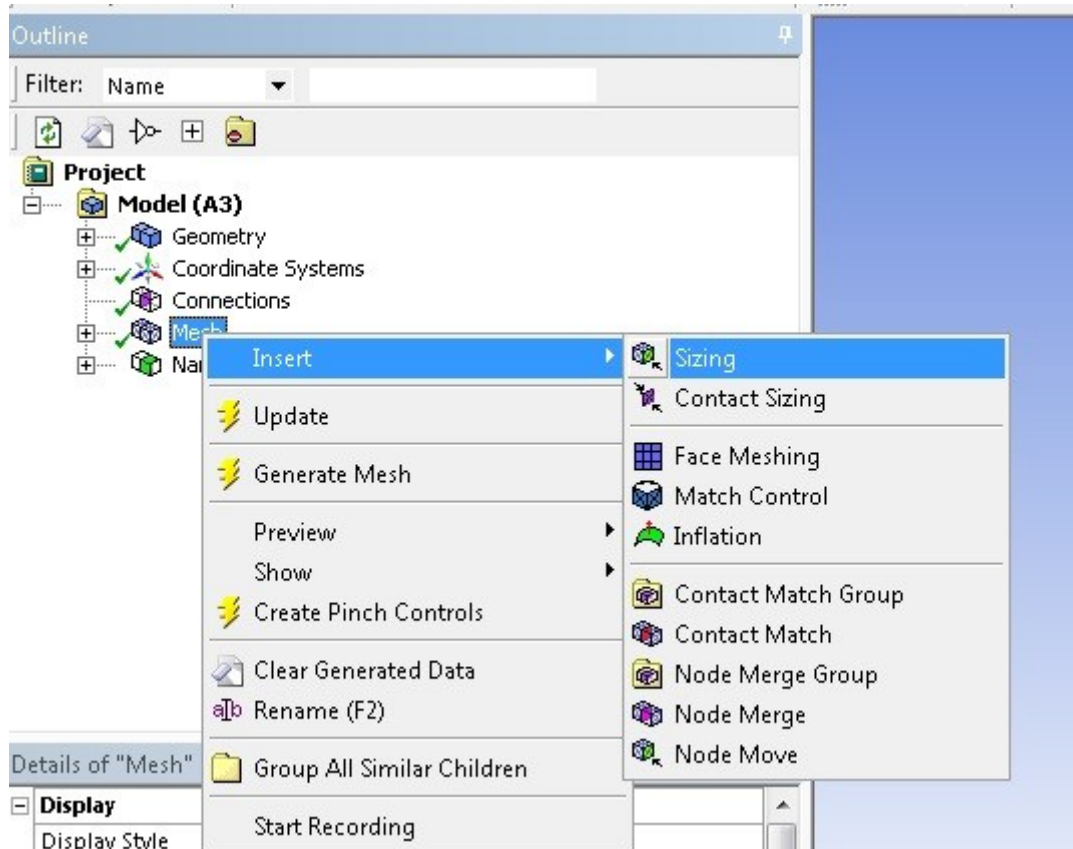 Outline
Filter: Name
Project
Model (A3)
Geometry
Coordinate Systems
Connections
Mesh
Insert
Update
Generate Mesh
Preview
Show
Create Pinch Controls
Clear Generated Data
Rename (F2)
Group All Similar Children
Start Recording
Sizing
Contact Sizing
Face Meshing
Match Control
Inflation
Contact Match Group
Contact Match
Node Merge Group
Node Merge
Node Move
Details of "Mesh"
Display
Display Style